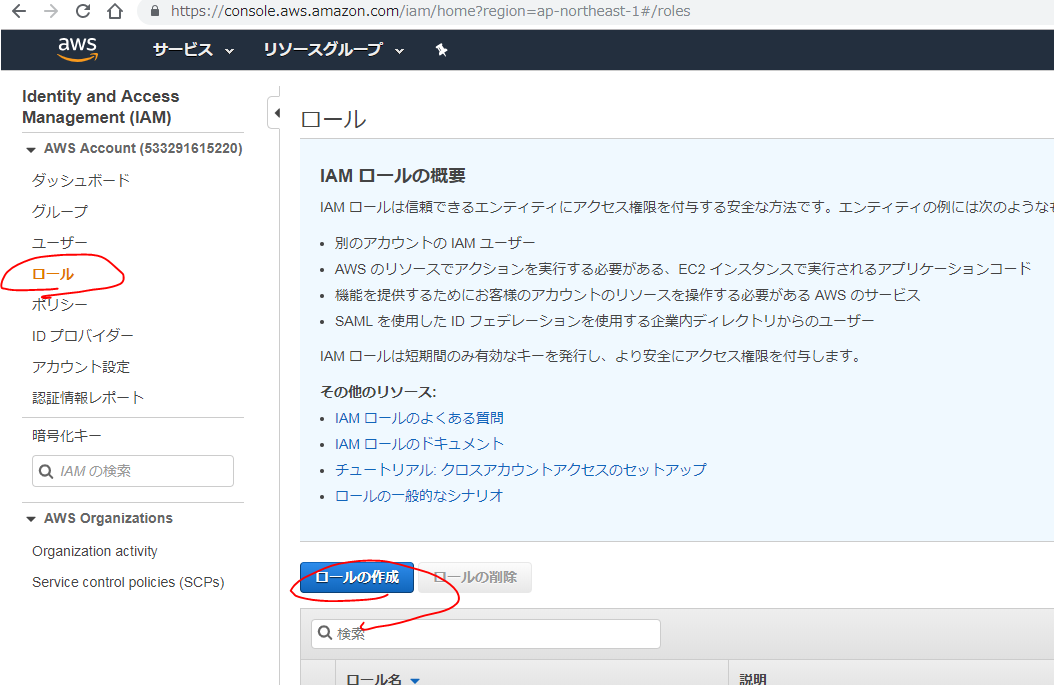 https://console.aws.amazon.com/iam/home?region=ap-northeast-1#/roles
aws サービス リソースグループ
Identity and Access
Management (IAM)
AWS Account (533291615220)
ダッシュボード
グループ
ユーザー
ロール
ポリシー
ID プロバイダー
アカウント設定
認証情報レポート
暗号化キー
IAM の検索
AWS Organizations
Organization activity
Service control policies (SCPs)
ロール
IAM ロールの概要
IAM ロールは信頼できるエンティティにアクセス権限を付与する安全な方法です。エンティティの例には次のような
別のアカウントの IAM ユーザー
AWS のリソースでアクションを実行する必要がある、EC2 インスタンスで実行されるアプリケーションコード
機能を提供するためにお客様のアカウントのリソースを操作する必要がある AWS のサービス
SAML を使用した ID フェデレーションを使用する企業内ディレクトリからのユーザー
IAM ロールは短期間のみ有効なキーを発行し、より安全にアクセス権限を付与します。
その他のリソース:
IAM ロールのよくある質問
IAM ロールのドキュメント
チュートリアル: クロスアカウントアクセスのセットアップ
ロールの一般的なシナリオ
ロールの作成 ロールの削除
検索
ロール名 説明